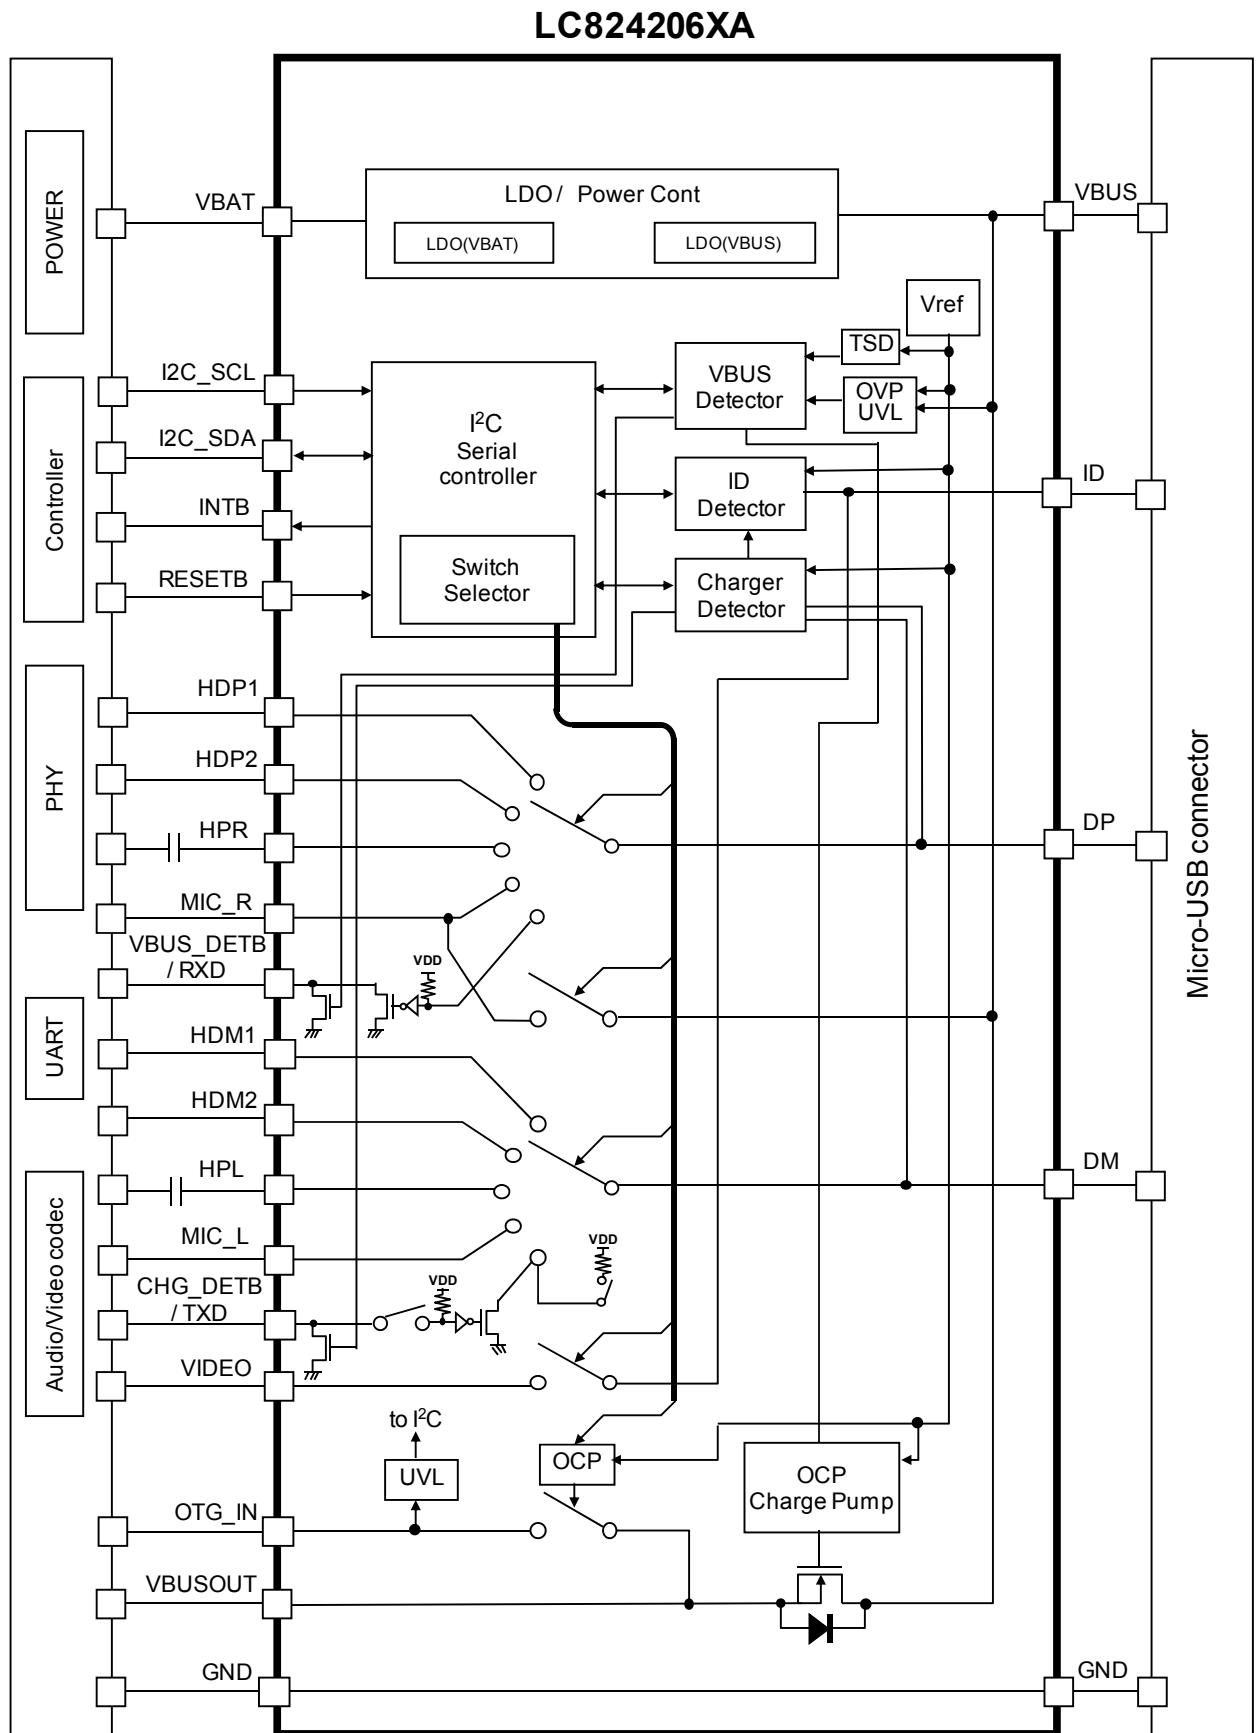 LC824206XA
POWER
VBAT
LDO / Power Cont
LDO(VBAT)
LDO(VBUS)
VBUS
Vref
TSD
OVP
UVL
VBUS
Detector
Controller
I2C_SCL
I2C_SDA
INTB
RESETB
I²C
Serial
controller
Switch
Selector
ID
Detector
ID
Charger
Detector
PHY
HDP1
HDP2
HPR
MIC_R
DP
Micro-USB connector
VBUS_DETB
/ RXD
VDD
UART
HDM1
HDM2
HPL
MIC_L
DM
Audio/Video codec
CHG_DETB
/ TXD
VDD
VDD
VIDEO
to I²C
UVL
OCP
OCP
Charge Pump
OTG_IN
VBUSOUT
GND
GND